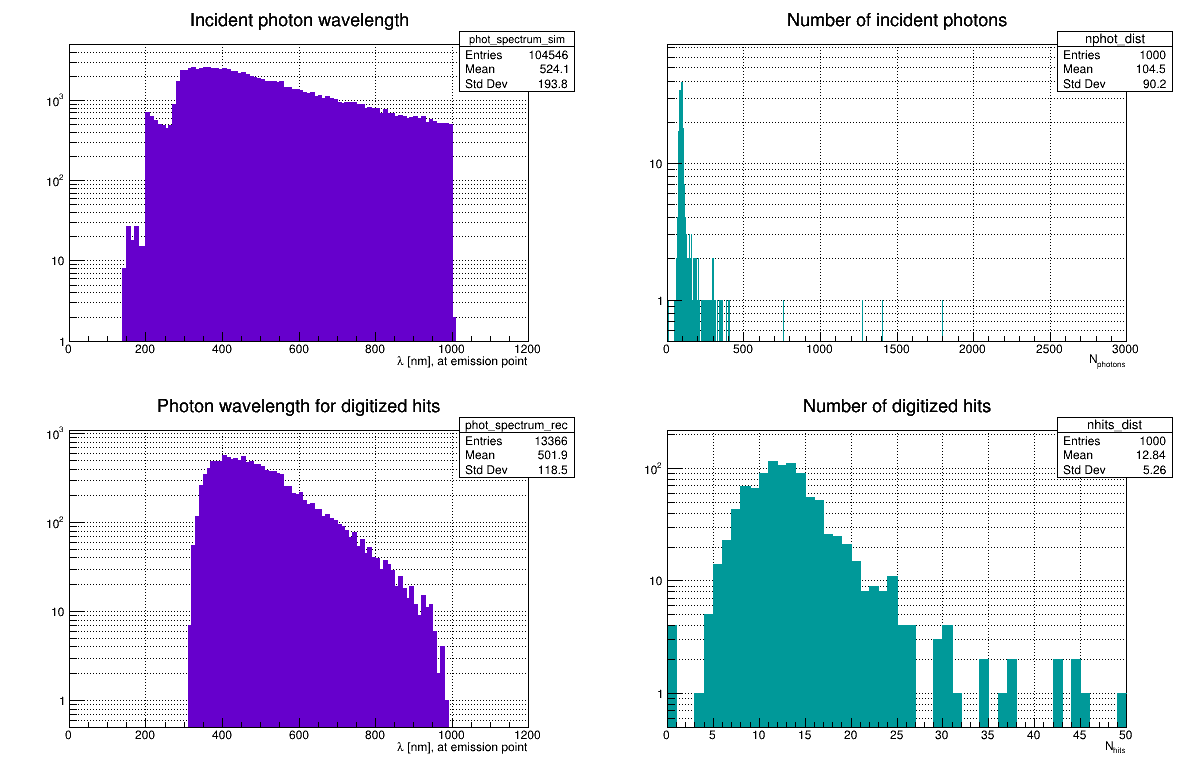 Incident photon wavelength
phot_spectrum_sim
Entries 104546
Mean 524.1
Std Dev 193.8
10³
10²
10
1
0 200 400 600 800 1000 1200
λ [nm], at emission point
Number of incident photons
nphot_dist
Entries 1000
Mean 104.5
Std Dev 90.2
10
1
0 500 1000 1500 2000 2500 3000
Nphotons
Photon wavelength for digitized hits
phot_spectrum_rec
Entries 13366
Mean 501.9
Std Dev 118.5
10³
10²
10
1
0 200 400 600 800 1000 1200
λ [nm], at emission point
Number of digitized hits
nhits_dist
Entries 1000
Mean 12.84
Std Dev 5.26
10²
10
1
0 5 10 15 20 25 30 35 40 45 50
Nhits